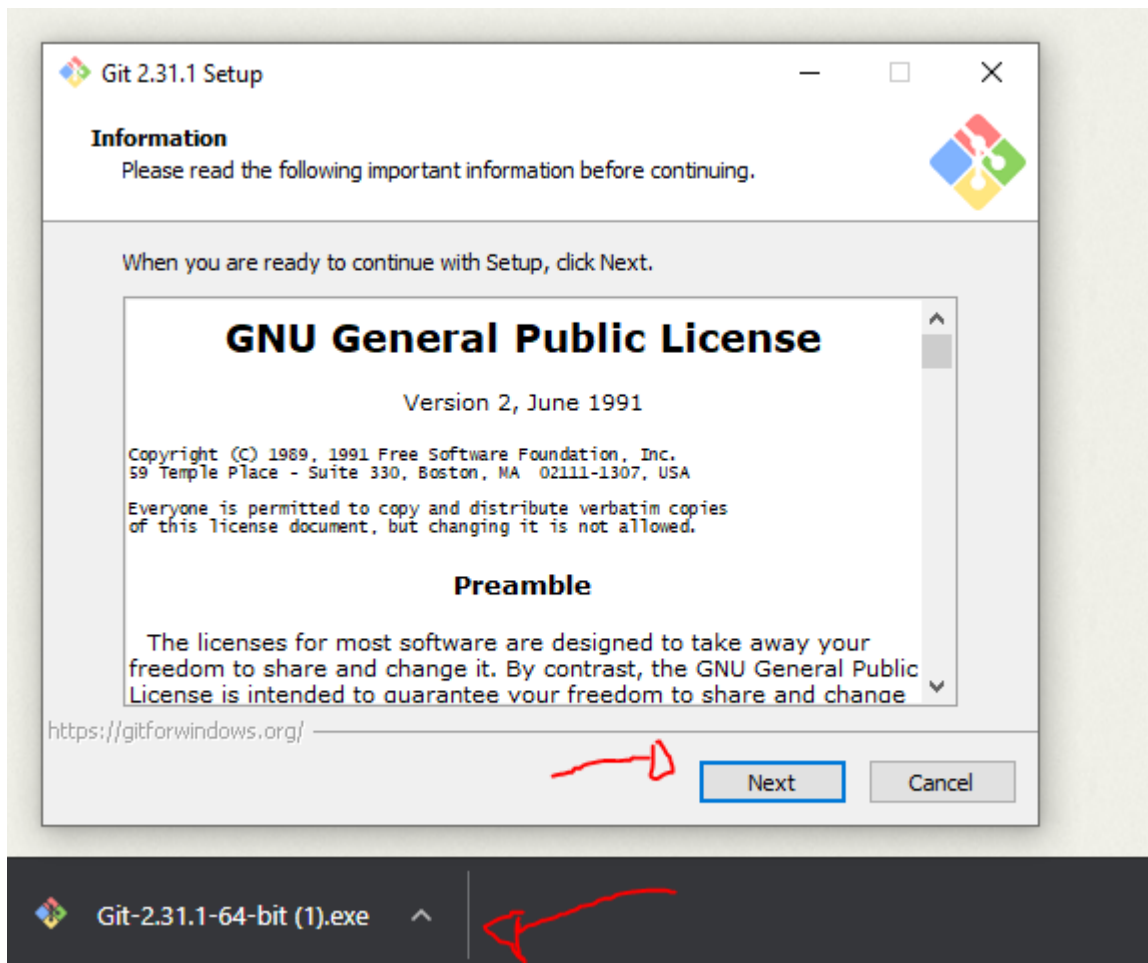 Git 2.31.1 Setup
Information
Please read the following important information before continuing.
When you are ready to continue with Setup, click Next.
GNU General Public License
Version 2, June 1991
Copyright (C) 1989, 1991 Free Software Foundation, Inc.
59 Temple Place - Suite 330, Boston, MA  02111-1307, USA
Everyone is permitted to copy and distribute verbatim copies
of this license document, but changing it is not allowed.
Preamble
The licenses for most software are designed to take away your
freedom to share and change it. By contrast, the GNU General Public
License is intended to guarantee your freedom to share and change
https://gitforwindows.org/
Next
Cancel
Git-2.31.1-64-bit (1).exe